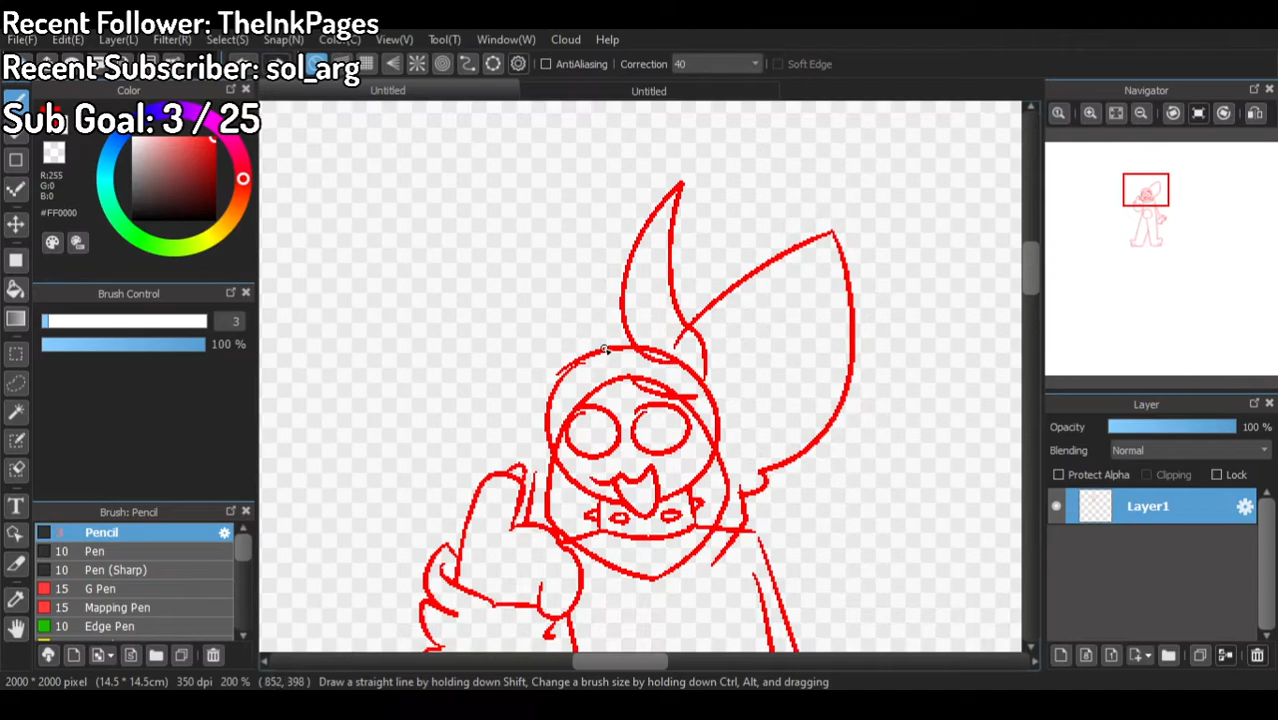 Recent Follower: TheInkPages
File(F) Edit(E) Layer(L) Filter(R) Select(S) Snap(N) Color(C) View(V) Tool(T) Window(W) Cloud Help
Recent Subscriber: sol_arg
AntiAliasing Correction 40 Soft Edge
Color Untitled Untitled Navigator
Sub Goal: 3 / 25
R:255
G:0
B:0
#FF0000
Brush Control
3
100 %
Layer
Opacity 100 %
Blending Normal
Protect Alpha Clipping Lock
Layer1
Brush: Pencil
3 Pencil
10 Pen
10 Pen (Sharp)
15 G Pen
15 Mapping Pen
10 Edge Pen
2000 * 2000 pixel (14.5 * 14.5cm) 350 dpi 200 % ( 852, 398 ) Draw a straight line by holding down Shift, Change a brush size by holding down Ctrl, Alt, and dragging